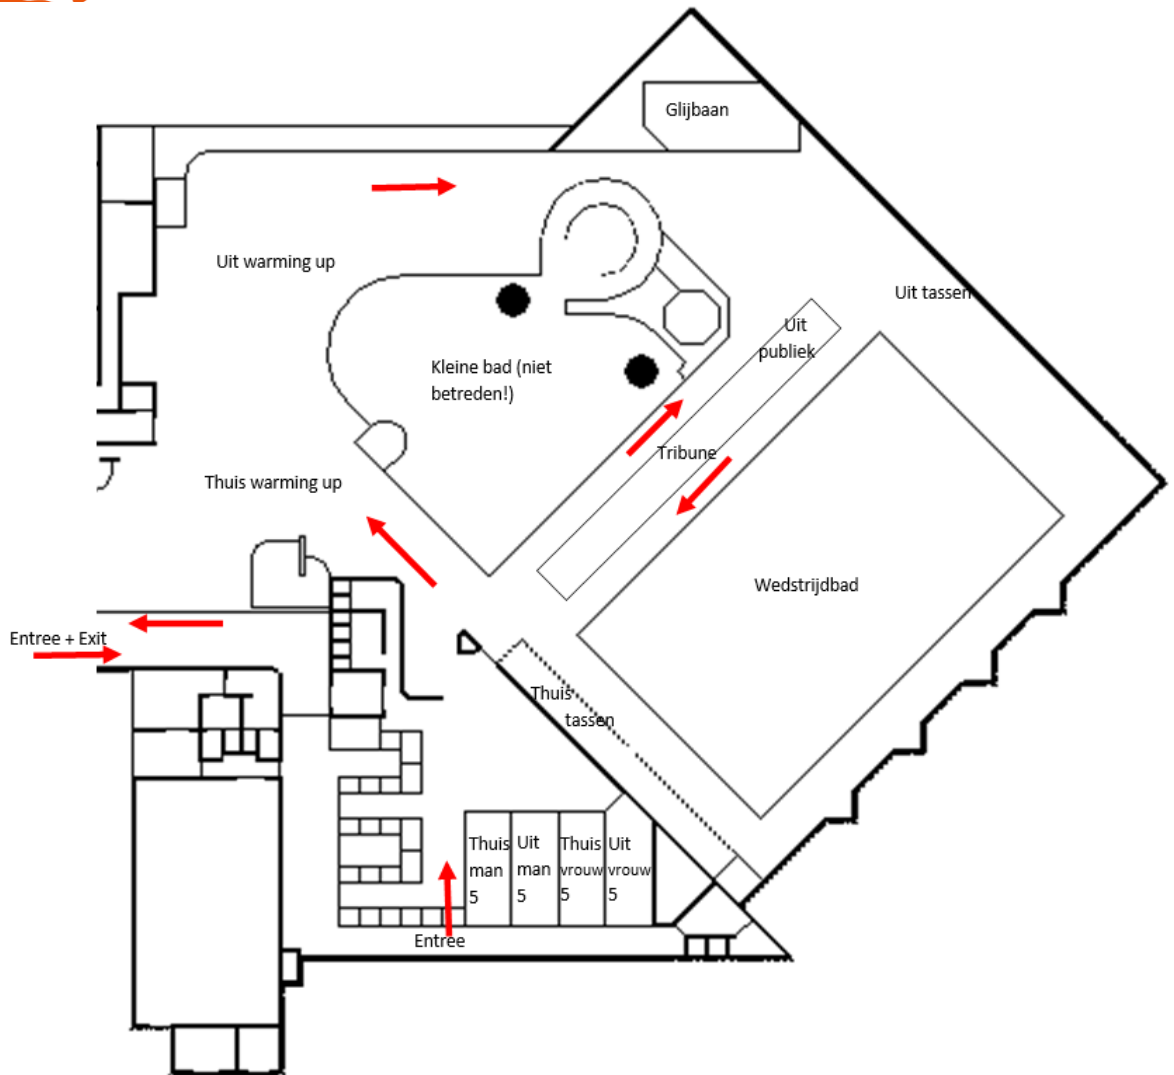 Glijbaan
Uit warming up
Uit tassen
Uit
publiek
Kleine bad (niet
betreden!)
Tribune
Thuis warming up
Wedstrijdbad
Entree + Exit
Thuis
tassen
Thuis
man
5
Uit
man
5
Thuis
vrouw
5
Uit
vrouw
5
Entree